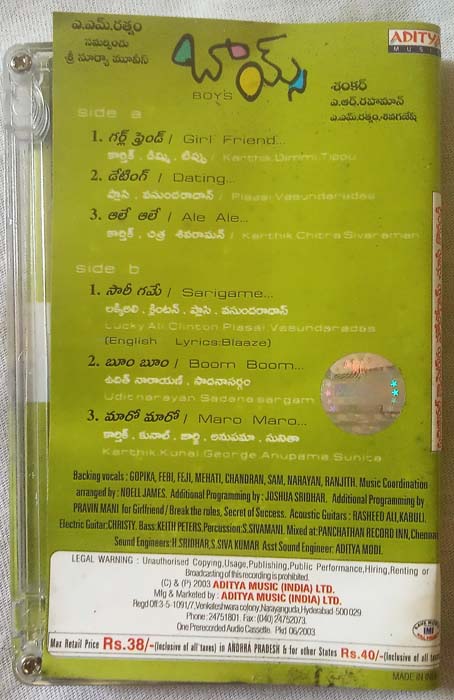 ఎ.ఎమ్.రత్నం
సమర్పించు
శ్రీ సూర్యా మూవీస్
బాయ్స్
BOY'S
ADITYA
MUSIC
శంకర్
ఎ.ఆర్.రహమాన్
ఎ.ఎమ్.రత్నం,శివగణేష్
side a
1. గర్ల్ ఫ్రెండ్ / Girl Friend...
కార్తిక్, డిమ్మి, టిప్పు / Karthik.Dimmi.Tippu
2. డేటింగ్ / Dating...
ప్లాసి , వసుందరాదాస్ / Plasai.Vasundaradas
3. ఆలే ఆలే / Ale Ale...
కార్తిక్ , చిత్ర శివరామన్ / Karthik.Chitra Sivaraman
side b
1. సారీ గమే / Sarigame...
లక్కీఅలి , క్లింటన్ , ప్లాసి , వసుందరాదాస్
Lucky Ali.Clinton.Plasai.Vasundaradas
(English Lyrics:Blaaze)
2. బూం బూం / Boom Boom...
ఉదిత్ నారాయణ్ , సాధనాసర్గం
Uditnarayan Sadanasargam
3. మారో మారో / Maro Maro...
కార్తిక్ , కునాల్ , జార్జి , అనుపమా , సునితా
Karthik.Kunal.George.Anupama.Sunita
Backing vocals : GOPIKA, FEBI, FEJI, MEHATI, CHANDRAN, SAM, NARAYAN, RANJITH. Music Coordination
arranged by : NOELL JAMES. Additional Programming by : JOSHUA SRIDHAR. Additional Programming by
PRAVIN MANI for Girlfriend / Break the rules, Secret of Success. Acoustic Guitars : RASHEED ALI, KABULI.
Electric Guitar:CHRISTY. Bass: KEITH PETERS.Percussion:S.SIVAMANI. Mixed at:PANCHATHAN RECORD INN,Chennai
Sound Engineers:H.SRIDHAR,S.SIVA KUMAR Asst Sound Engineer: ADITYA MODI.
LEGAL WARNING : Unauthorised Copying,Usage,Publishing,Public Performance,Hiring,Renting or
Broadcasting of this recording is prohibited.
(C) & (P) 2003 ADITYA MUSIC (INDIA) LTD.
Mfg & Marketed by : ADITYA MUSIC (INDIA) LTD.
Regd Off:3-5-1091/7,Venkateshwara colony,Narayanguda,Hyderabad 500 029
Phone: 24751801. Fax: (040) 24752073.
One Prerecorded Audio Cassette. Pkd 06/2003
IMI
Max Retail Price Rs.38/-(Inclusive of all taxes) in ANDHRA PRADESH & for other States Rs.40/-(Inclusive of all taxes)
MADE IN INDIA